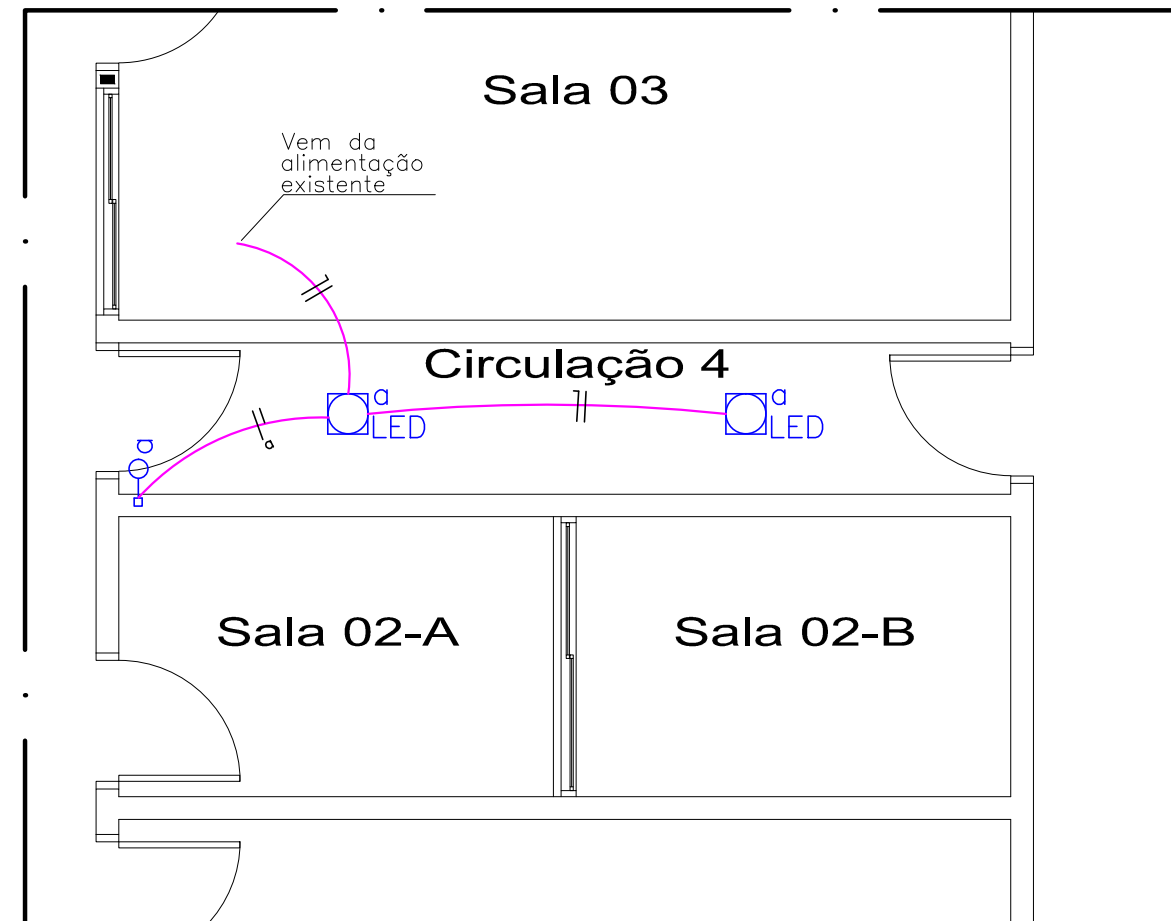 Sala 03
Vem da
alimentação
existente
Circulação 4
a
LED
a
LED
a
a
Sala 02-A
Sala 02-B